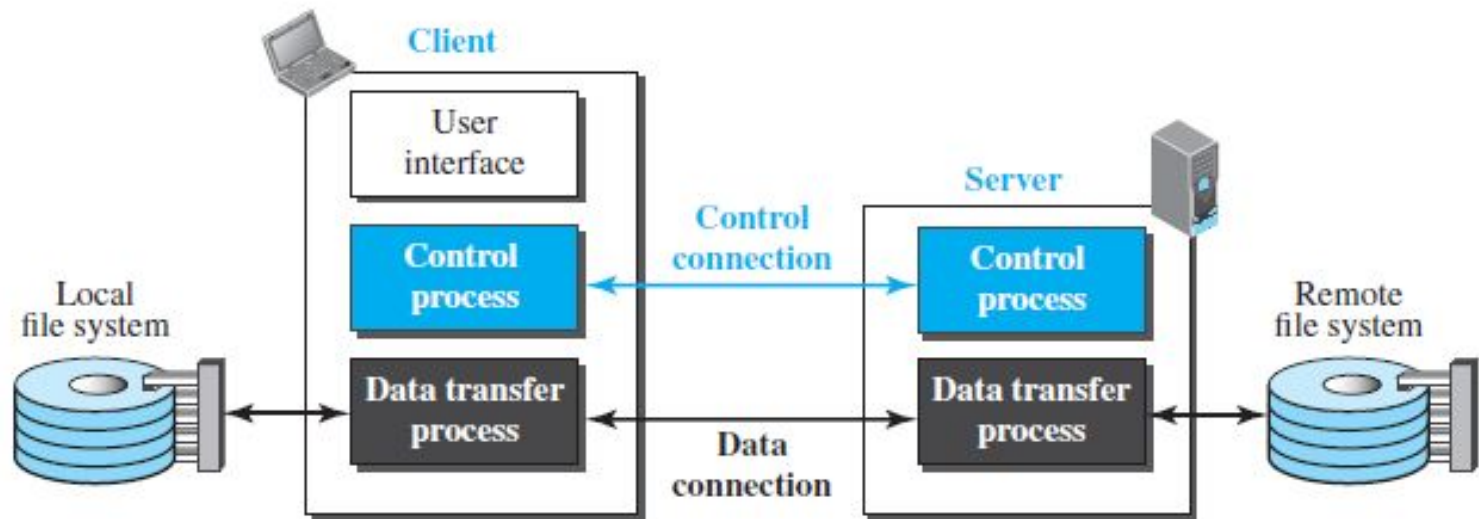 Client
User
interface
Server
Control
connection
Control
process
Control
process
Local
file system
Remote
file system
Data transfer
process
Data transfer
process
Data
connection